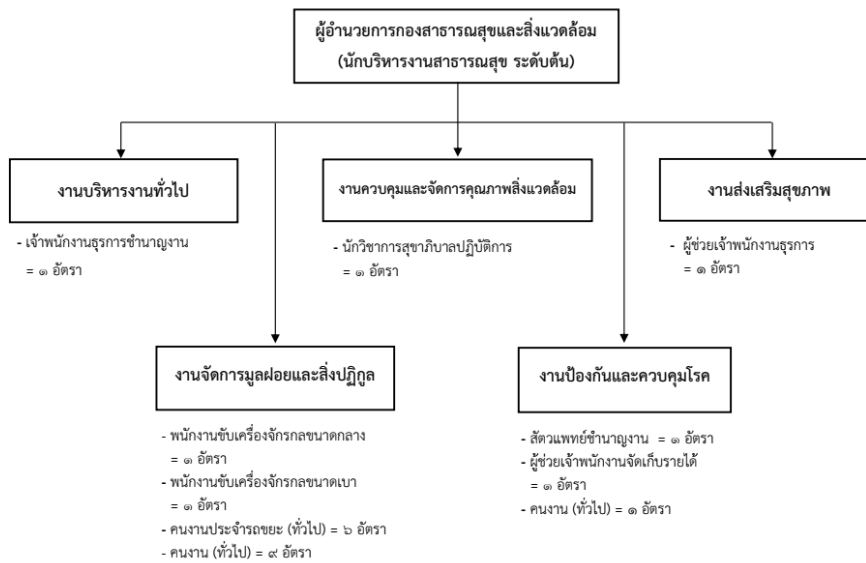 ผู้อำนวยการกองสาธารณสุขและสิ่งแวดล้อม
(นักบริหารงานสาธารณสุข ระดับต้น)
งานบริหารงานทั่วไป
- เจ้าพนักงานธุรการชำนาญงาน
= ๑ อัตรา
งานควบคุมและจัดการคุณภาพสิ่งแวดล้อม
- นักวิชาการสุขาภิบาลปฏิบัติการ
= ๑ อัตรา
งานส่งเสริมสุขภาพ
- ผู้ช่วยเจ้าพนักงานธุรการ
= ๑ อัตรา
งานจัดการมูลฝอยและสิ่งปฏิกูล
- พนักงานขับเครื่องจักรกลขนาดกลาง
= ๑ อัตรา
- พนักงานขับเครื่องจักรกลขนาดเบา
= ๑ อัตรา
- คนงานประจำรถขยะ (ทั่วไป) = ๖ อัตรา
- คนงาน (ทั่วไป) = ๙ อัตรา
งานป้องกันและควบคุมโรค
- สัตวแพทย์ชำนาญงาน = ๑ อัตรา
- ผู้ช่วยเจ้าพนักงานจัดเก็บรายได้
= ๑ อัตรา
- คนงาน (ทั่วไป) = ๑ อัตรา